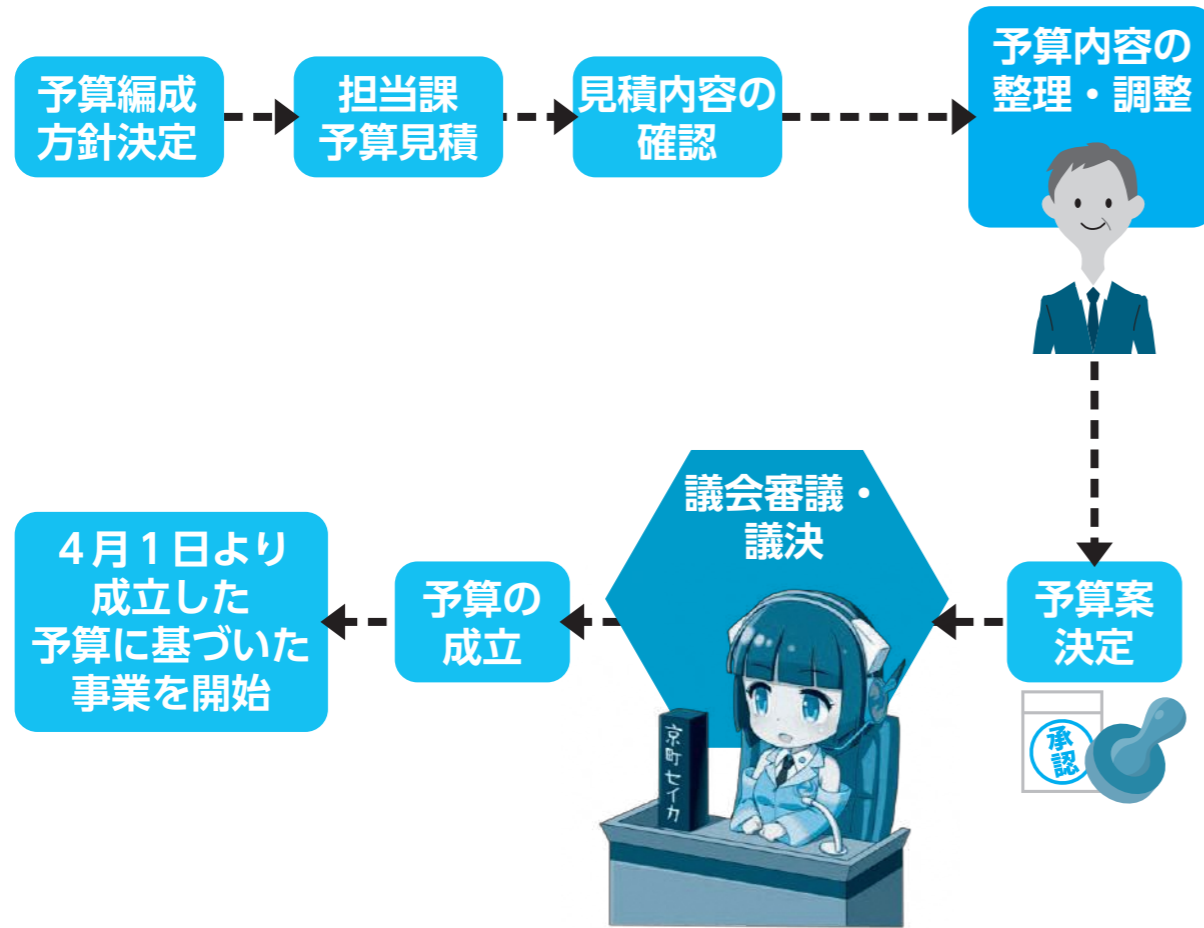 予算編成
方針決定
担当課
予算見積
見積内容の
確認
予算内容の
整理・調整
予算案
決定
承認
議会審議・
議決
京町セイカ
予算の
成立
４月１日より
成立した
予算に基づいた
事業を開始